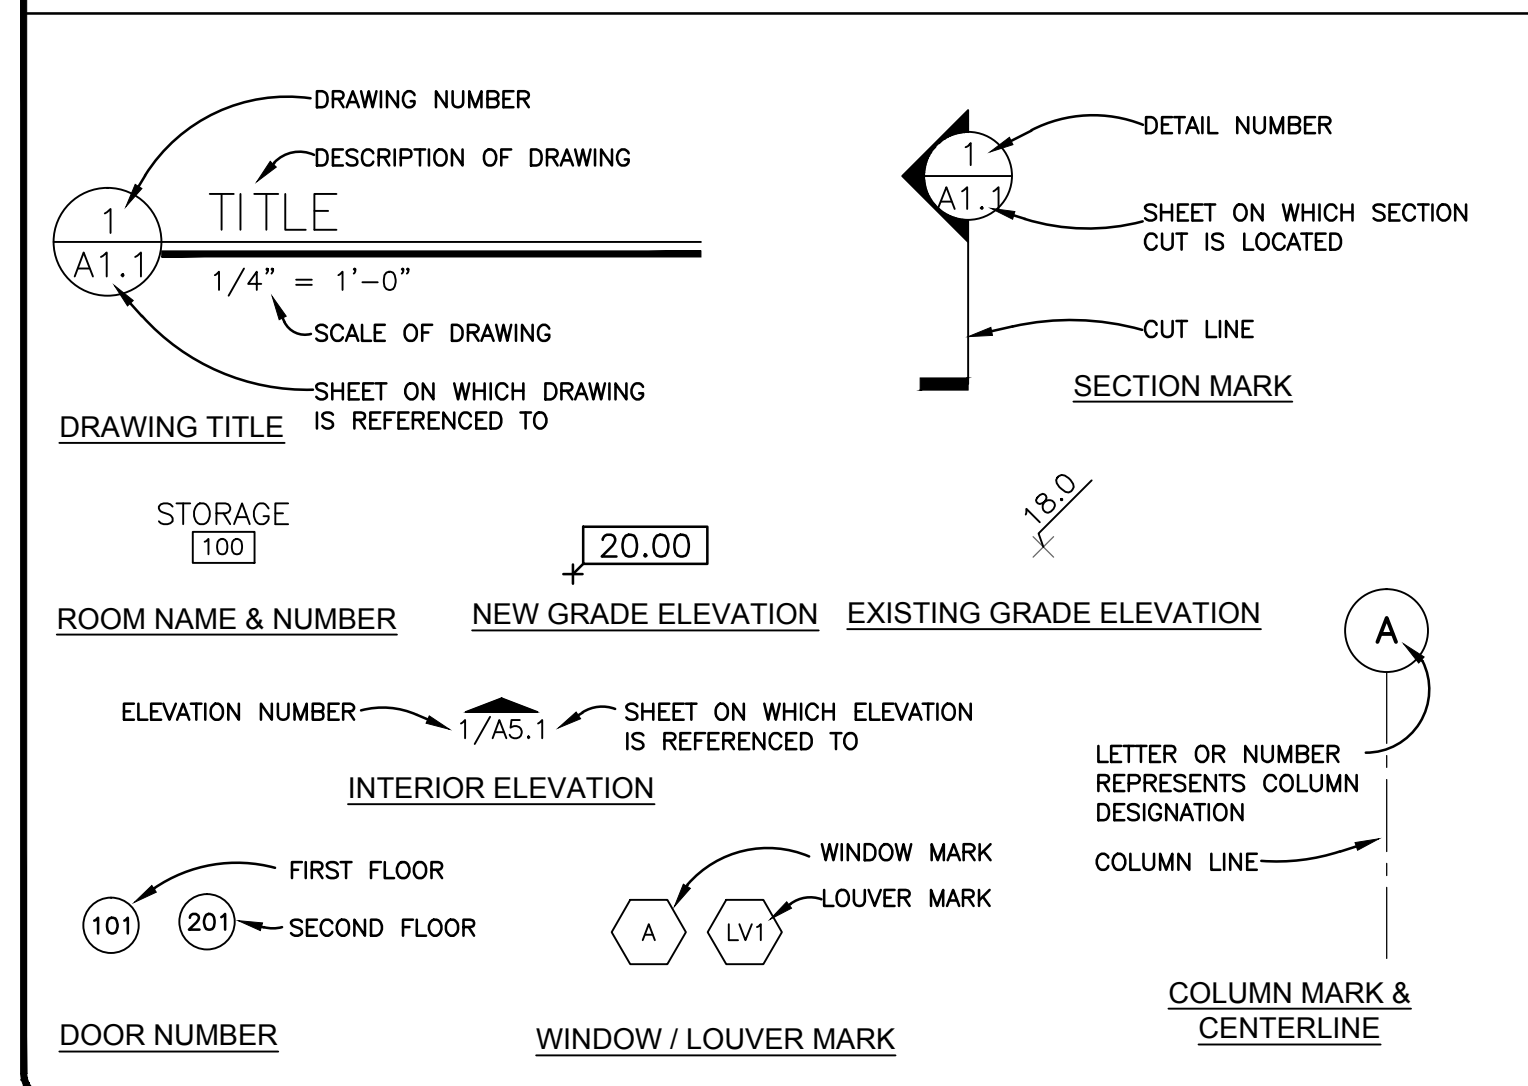 DRAWING NUMBER
DESCRIPTION OF DRAWING
1
TITLE
A1.1
1/4" = 1'-0"
SCALE OF DRAWING
SHEET ON WHICH DRAWING
IS REFERENCED TO
DRAWING TITLE
DETAIL NUMBER
1
A1.1
SHEET ON WHICH SECTION
CUT IS LOCATED
CUT LINE
SECTION MARK
STORAGE
100
ROOM NAME & NUMBER
20.00
NEW GRADE ELEVATION
18.0
EXISTING GRADE ELEVATION
ELEVATION NUMBER
1/A5.1
SHEET ON WHICH ELEVATION
IS REFERENCED TO
INTERIOR ELEVATION
A
LETTER OR NUMBER
REPRESENTS COLUMN
DESIGNATION
COLUMN LINE
COLUMN MARK &
CENTERLINE
FIRST FLOOR
101
201
SECOND FLOOR
DOOR NUMBER
WINDOW MARK
LOUVER MARK
A
LV1
WINDOW / LOUVER MARK